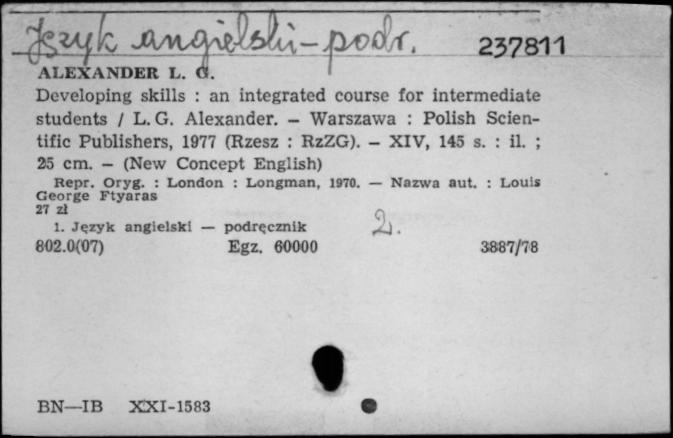 Język angielski – podr. 237811
ALEXANDER L. G.
Developing skills : an integrated course for intermediate
students / L. G. Alexander. – Warszawa : Polish Scien-
tific Publishers, 1977 (Rzesz : RzZG). – XIV, 145 s. : il. ;
25 cm. – (New Concept English)
Repr. Oryg. : London : Longman, 1970. — Nazwa aut. : Louis
George Ftyaras
27 zł
1. Język angielski — podręcznik 2.
802.0(07) Egz. 60000 3887/78
BN—IB XXI-1583